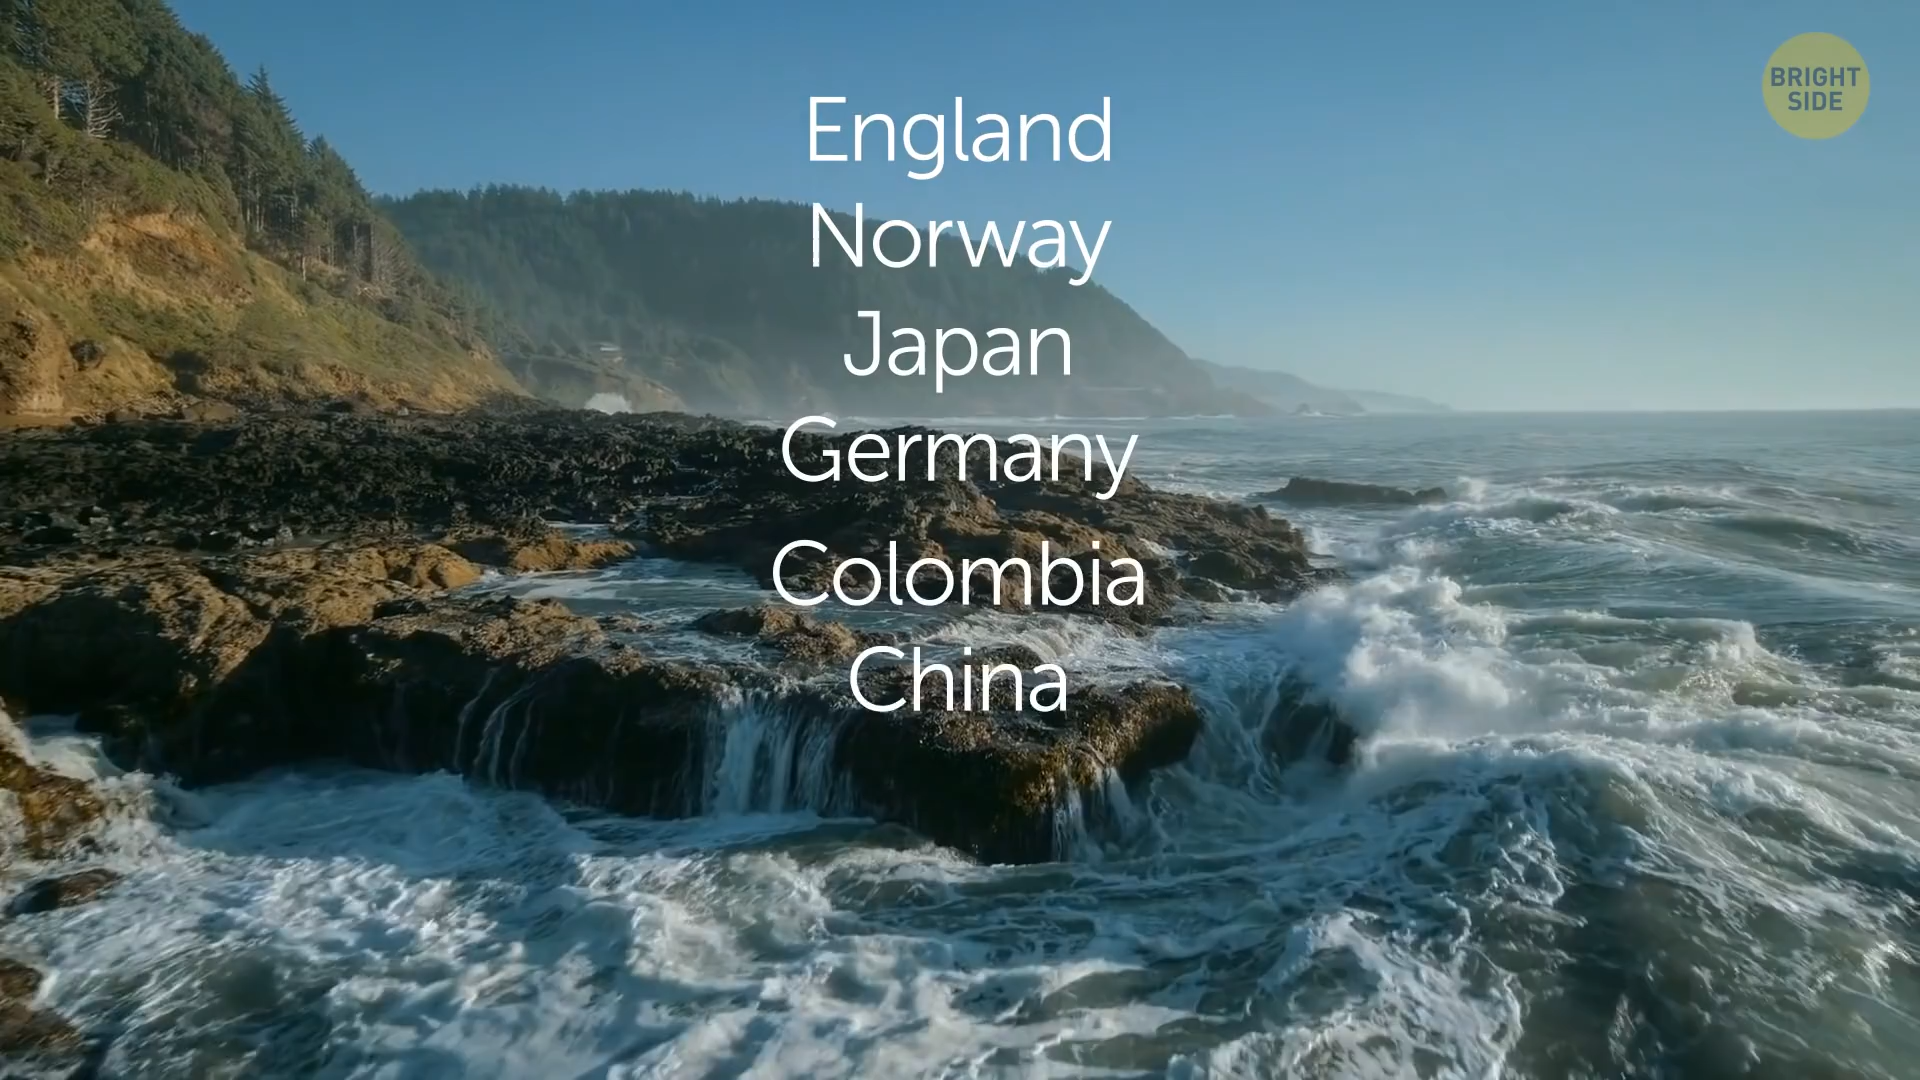 BRIGHT
SIDE
England
Norway
Japan
Germany
Colombia
China